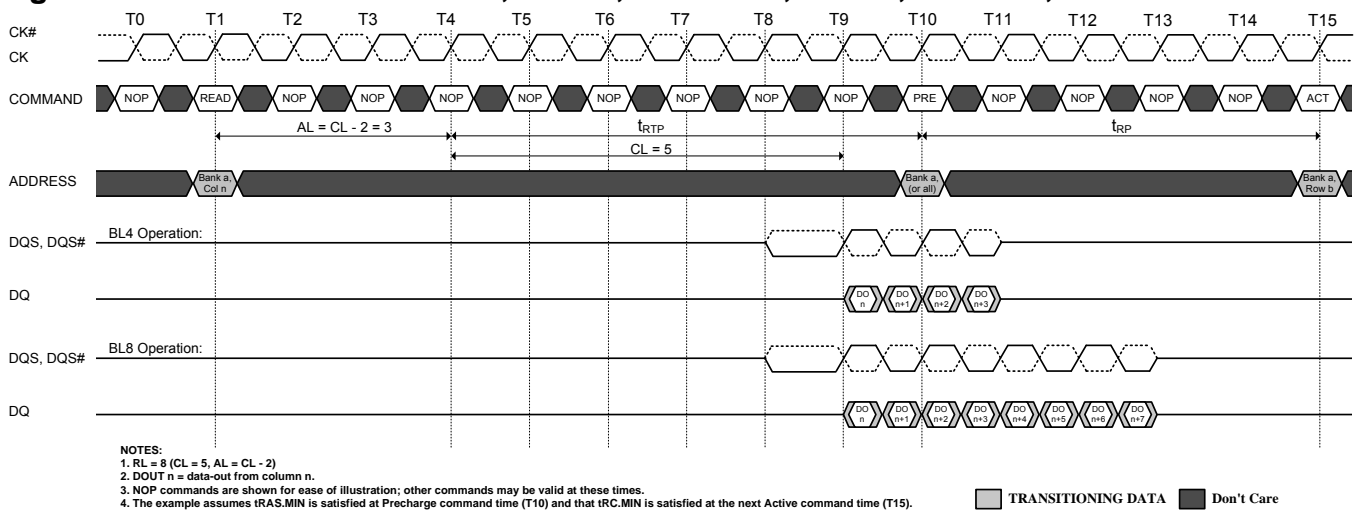 T0 T1 T2 T3 T4 T5 T6 T7 T8 T9 T10 T11 T12 T13 T14 T15
CK#
CK
COMMAND NOP READ NOP NOP NOP NOP NOP NOP NOP NOP PRE NOP NOP NOP NOP ACT
AL = CL - 2 = 3 tRTP tRP
CL = 5
ADDRESS
Bank a, Col n
Bank a, (or all)
Bank a, Row b
BL4 Operation:
DQS, DQS#
DQ
DO n DO n+1 DO n+2 DO n+3
BL8 Operation:
DQS, DQS#
DQ
DO n DO n+1 DO n+2 DO n+3 DO n+4 DO n+5 DO n+6 DO n+7
NOTES:
1. RL = 8 (CL = 5, AL = CL - 2)
2. DOUT n = data-out from column n.
3. NOP commands are shown for ease of illustration; other commands may be valid at these times.
4. The example assumes tRAS.MIN is satisfied at Precharge command time (T10) and that tRC.MIN is satisfied at the next Active command time (T15).
TRANSITIONING DATA Don't Care